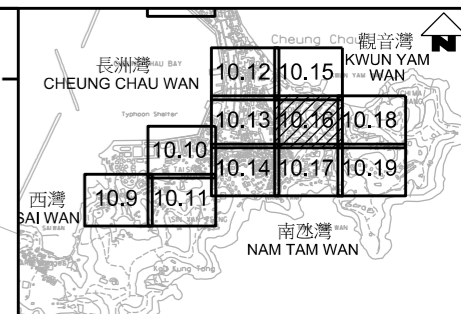 Cheung Chau
觀音灣
KWUN YAM
WAN
N
長洲灣
CHEUNG CHAU WAN
10.12
10.15
Typhoon Shelter
10.13
10.16
10.18
10.10
10.14
10.17
10.19
10.9
10.11
西灣
SAI WAN
SAIWAN
南氹灣
NAM TAM WAN